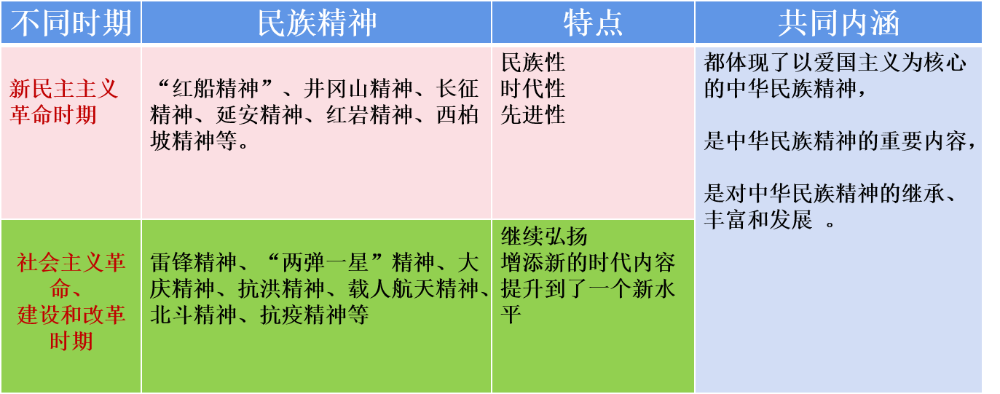 不同时期
民族精神
特点
共同内涵
新民主主义
革命时期
“红船精神”、井冈山精神、长征
精神、延安精神、红岩精神、西柏
坡精神等。
民族性
时代性
先进性
都体现了以爱国主义为核心
的中华民族精神，
是中华民族精神的重要内容，
是对中华民族精神的继承、
丰富和发展 。
社会主义革
命、
建设和改革
时期
雷锋精神、“两弹一星”精神、大
庆精神、抗洪精神、载人航天精神、
北斗精神、抗疫精神等
继续弘扬
增添新的时代内容
提升到了一个新水
平